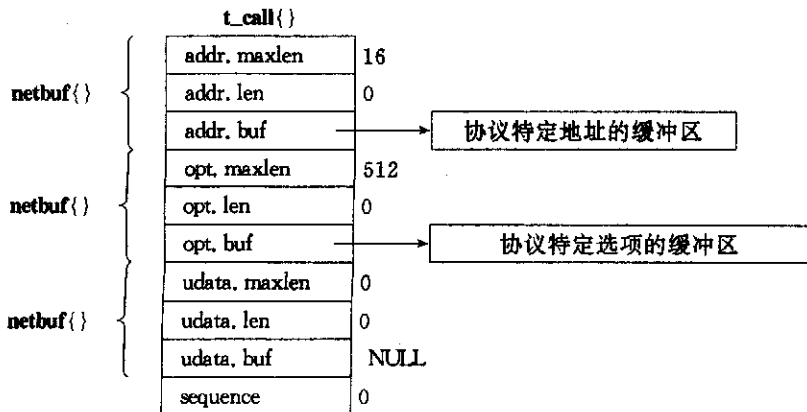 t_call{}
addr. maxlen 16
netbuf{} addr. len 0
addr. buf 协议特定地址的缓冲区
opt. maxlen 512
netbuf{} opt. len 0
opt. buf 协议特定选项的缓冲区
udata. maxlen 0
netbuf{} udata. len 0
udata. buf NULL
sequence 0